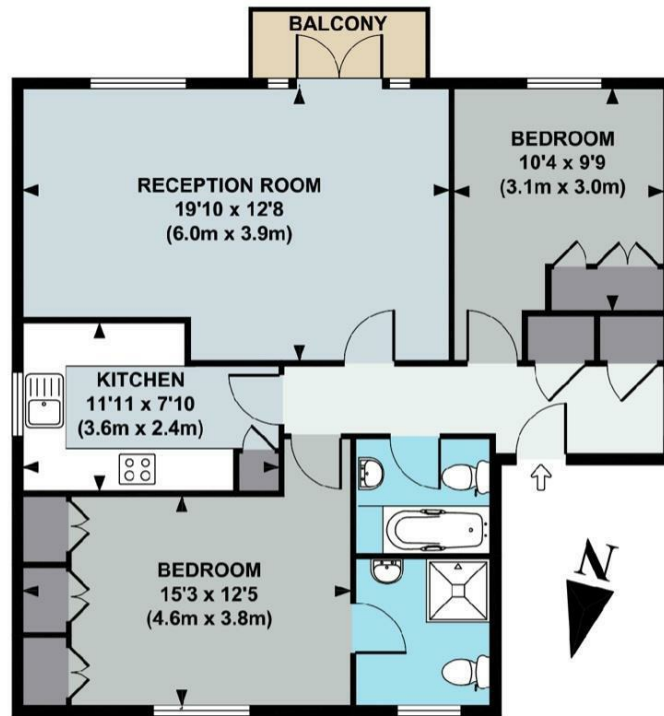 BALCONY
RECEPTION ROOM
19'10 x 12'8
(6.0m x 3.9m)
BEDROOM
10'4 x 9'9
(3.1m x 3.0m)
KITCHEN
11'11 x 7'10
(3.6m x 2.4m)
BEDROOM
15'3 x 12'5
(4.6m x 3.8m)
N